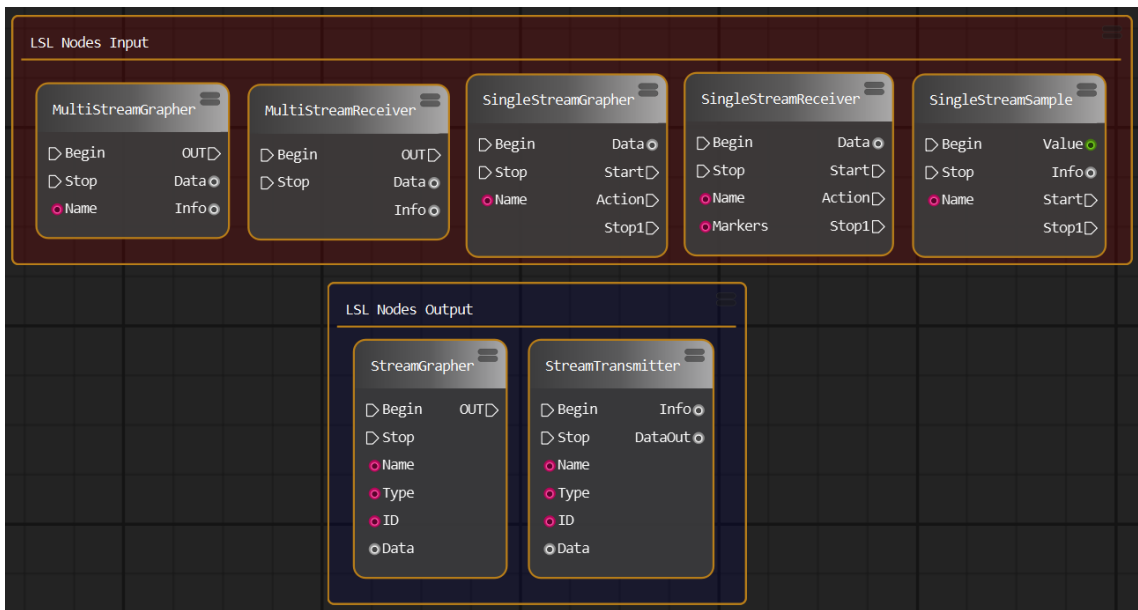 LSL Nodes Input
MultiStreamGrapher
Begin OUT
Stop Data
Name Info
MultiStreamReceiver
Begin OUT
Stop Data
Info
SingleStreamGrapher
Begin Data
Stop Start
Name Action
Stop1
SingleStreamReceiver
Begin Data
Stop Start
Name Action
Markers Stop1
SingleStreamSample
Begin Value
Stop Info
Name Start
Stop1
LSL Nodes Output
StreamGrapher
Begin OUT
Stop
Name
Type
ID
Data
StreamTransmitter
Begin Info
Stop DataOut
Name
Type
ID
Data